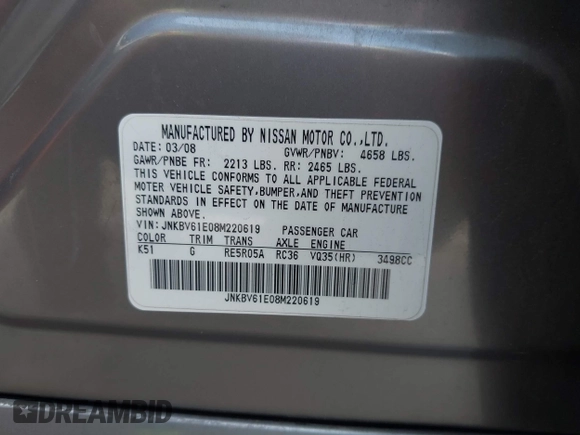 MANUFACTURED BY NISSAN MOTOR CO.,LTD.
DATE: 03/08 GVWR/PNBV: 4658 LBS.
GAWR/PNBE FR: 2213 LBS. RR: 2465 LBS.
THIS VEHICLE CONFORMS TO ALL APPLICABLE FEDERAL
MOTOR VEHICLE SAFETY,BUMPER,AND THEFT PREVENTION
STANDARDS IN EFFECT ON THE DATE OF MANUFACTURE
SHOWN ABOVE.
VIN: JNKBV61E08M220619 PASSENGER CAR
COLOR TRIM TRANS AXLE ENGINE
K51 G RE5R05A RC36 VQ35(HR) 3498CC
JNKBV61E08M220619
DREAMBID